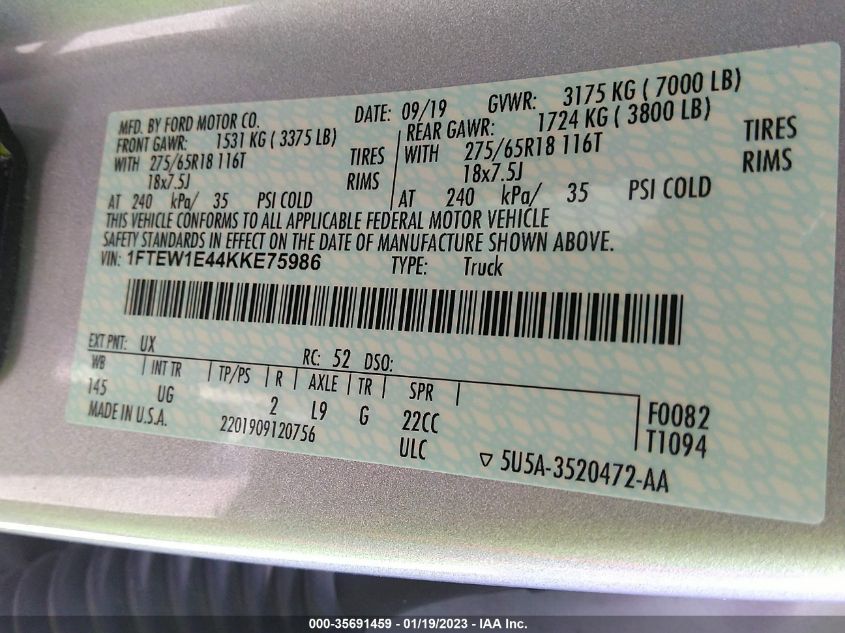 MFD. BY FORD MOTOR CO. DATE: 09/19 GVWR: 3175 KG ( 7000 LB)
FRONT GAWR: 1531 KG ( 3375 LB) REAR GAWR: 1724 KG ( 3800 LB)
WITH 275/65R18 116T TIRES WITH 275/65R18 116T TIRES
18x7.5J RIMS 18x7.5J RIMS
AT 240 kPa/ 35 PSI COLD AT 240 kPa/ 35 PSI COLD
THIS VEHICLE CONFORMS TO ALL APPLICABLE FEDERAL MOTOR VEHICLE
SAFETY STANDARDS IN EFFECT ON THE DATE OF MANUFACTURE SHOWN ABOVE.
VIN: 1FTEW1E44KKE75986 TYPE: Truck
EXT PNT: UX RC: 52 DSO:
WB INT TR TP/PS R AXLE TR SPR
145 UG 2 L9 G 22CC F0082
MADE IN U.S.A. 2201909120756 ULC T1094
▽ 5U5A-3520472-AA
000-35691459 - 01/19/2023 - IAA Inc.